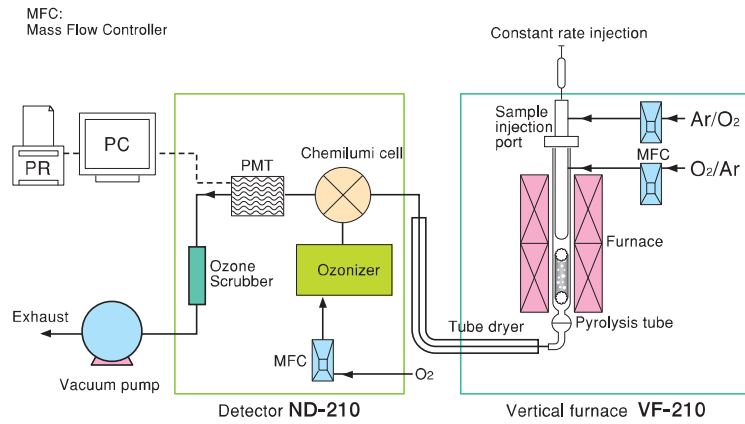 MFC:
Mass Flow Controller
Constant rate injection
Sample
injection
port
Ar/O₂
MFC
O₂/Ar
PC
PR
PMT
Chemilumi cell
Furnace
Ozone
Scrubber
Ozonizer
Exhaust
Tube dryer
Pyrolysis tube
MFC
O₂
Vacuum pump
Detector ND-210
Vertical furnace VF-210